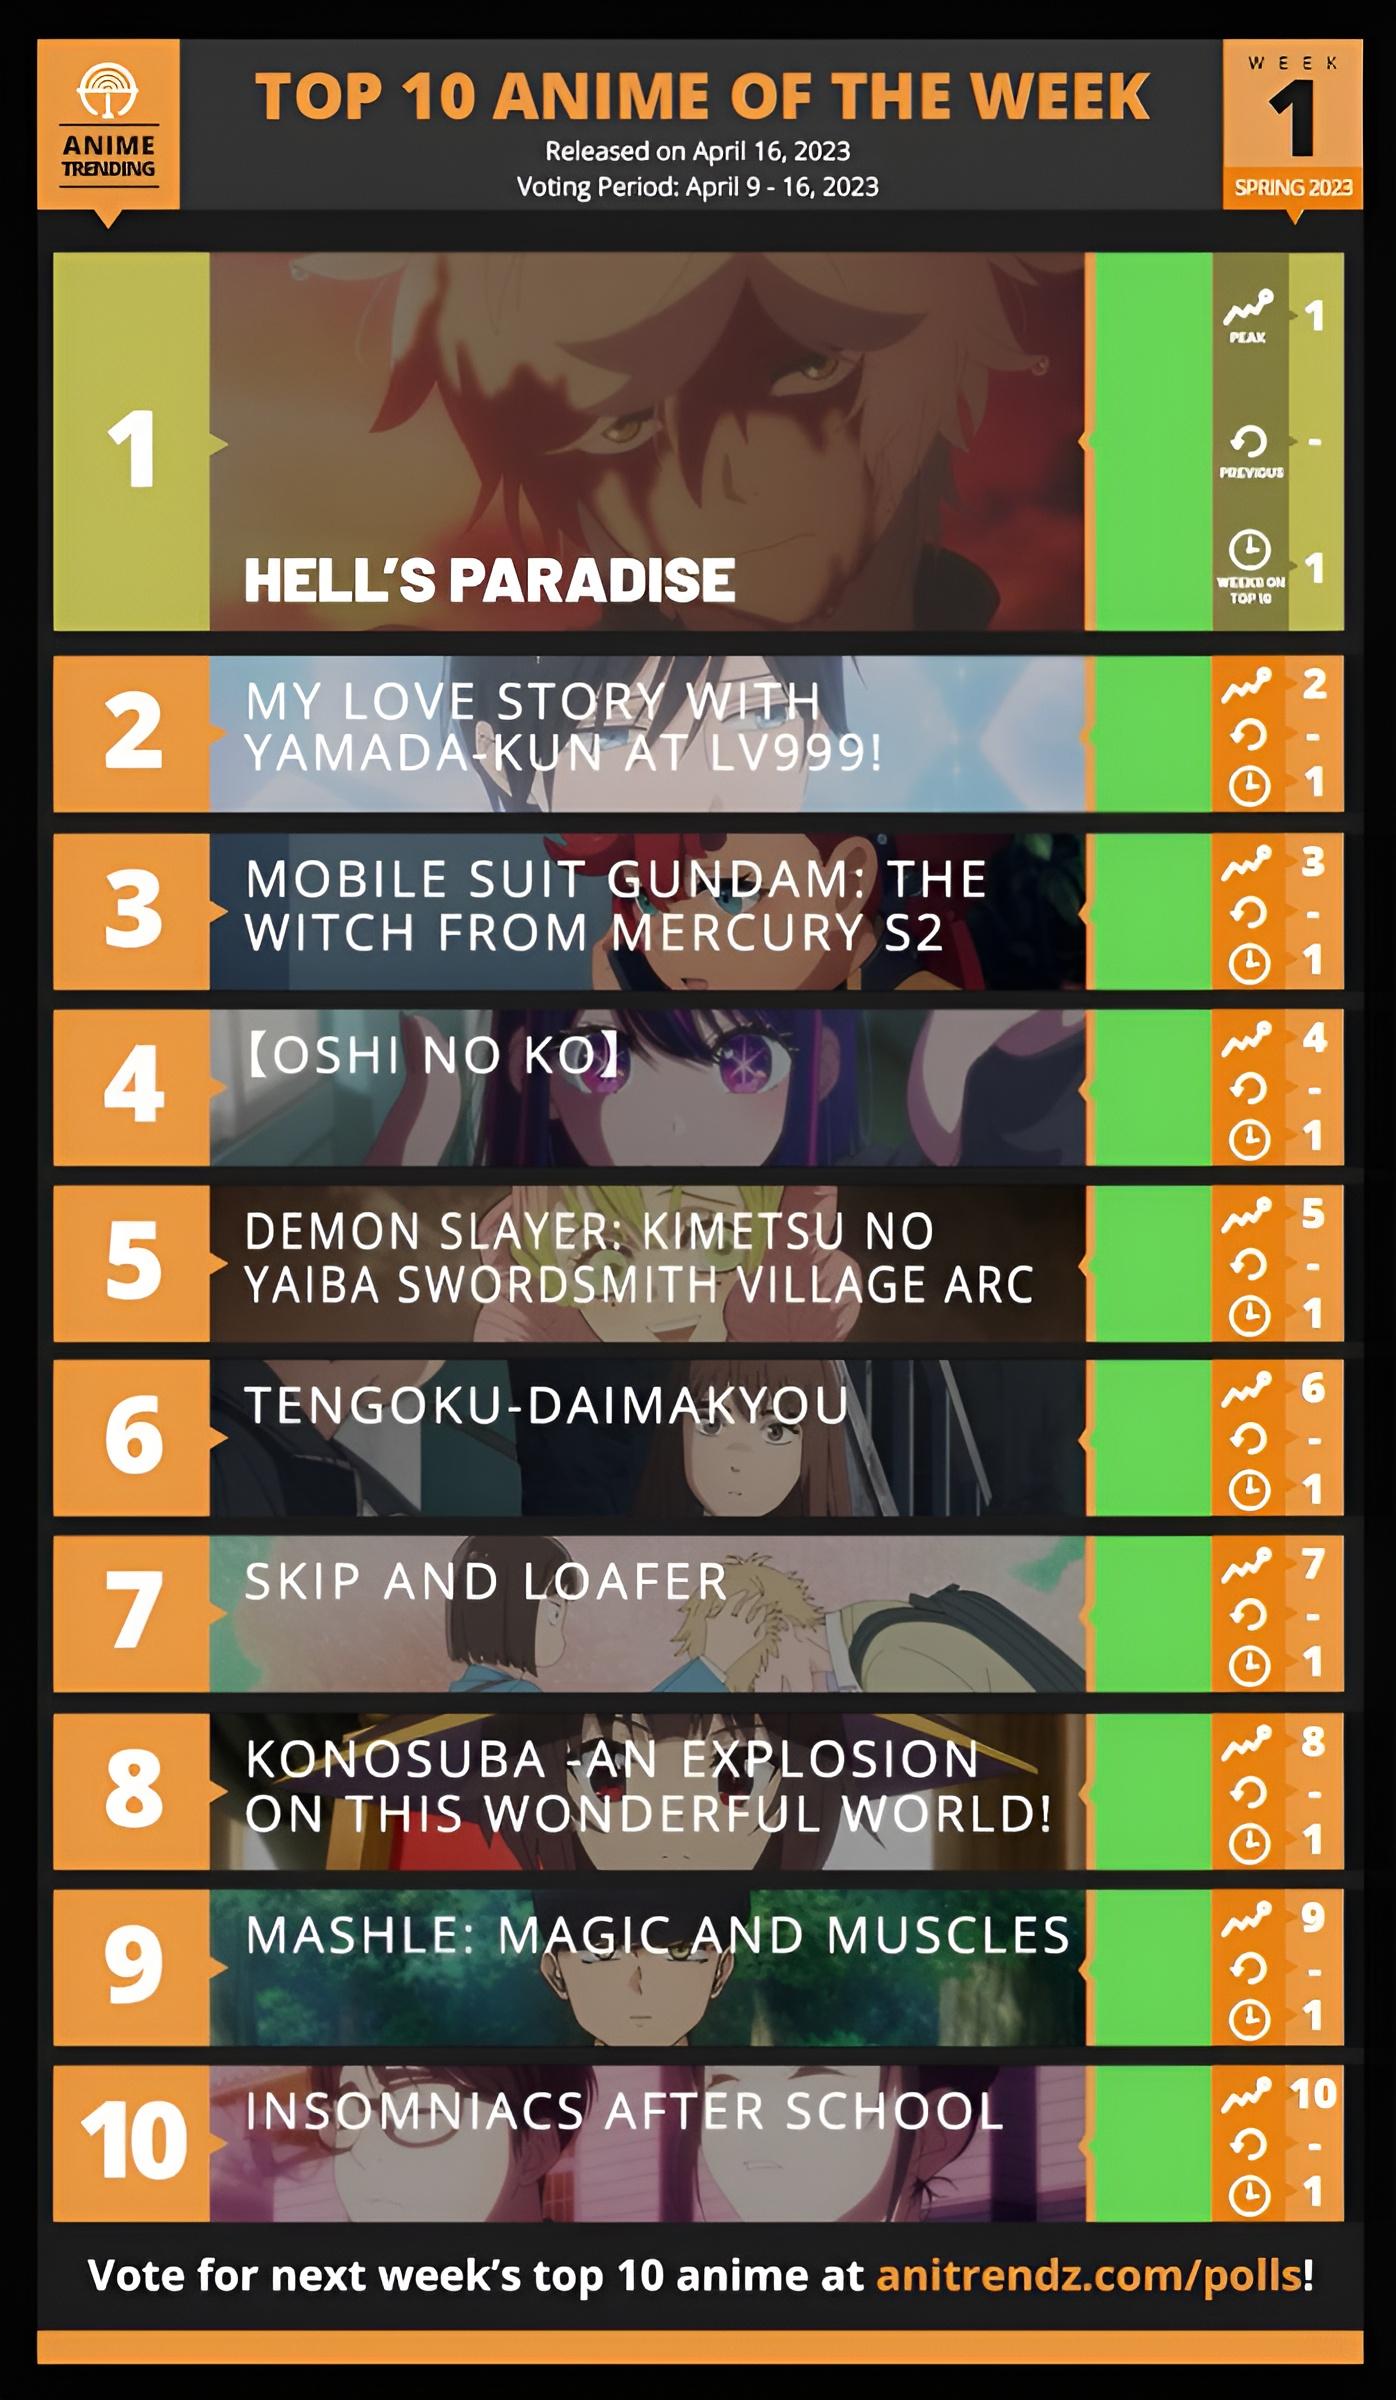 ANIME
TRENDING
TOP 10 ANIME OF THE WEEK
Released on April 16, 2023
Voting Period: April 9 - 16, 2023
WEEK
1
SPRING 2023
1
HELL'S PARADISE
PEAK
1
PREVIOUS
-
WEEKS ON
TOP 10
1
2
MY LOVE STORY WITH
YAMADA-KUN AT LV999!
2
-
1
3
MOBILE SUIT GUNDAM: THE
WITCH FROM MERCURY S2
3
-
1
4
【OSHI NO KO】
4
-
1
5
DEMON SLAYER: KIMETSU NO
YAIBA SWORDSMITH VILLAGE ARC
5
-
1
6
TENGOKU-DAIMAKYOU
6
-
1
7
SKIP AND LOAFER
7
-
1
8
KONOSUBA -AN EXPLOSION
ON THIS WONDERFUL WORLD!
8
-
1
9
MASHLE: MAGIC AND MUSCLES
9
-
1
10
INSOMNIACS AFTER SCHOOL
10
-
1
Vote for next week's top 10 anime at anitrendz.com/polls!